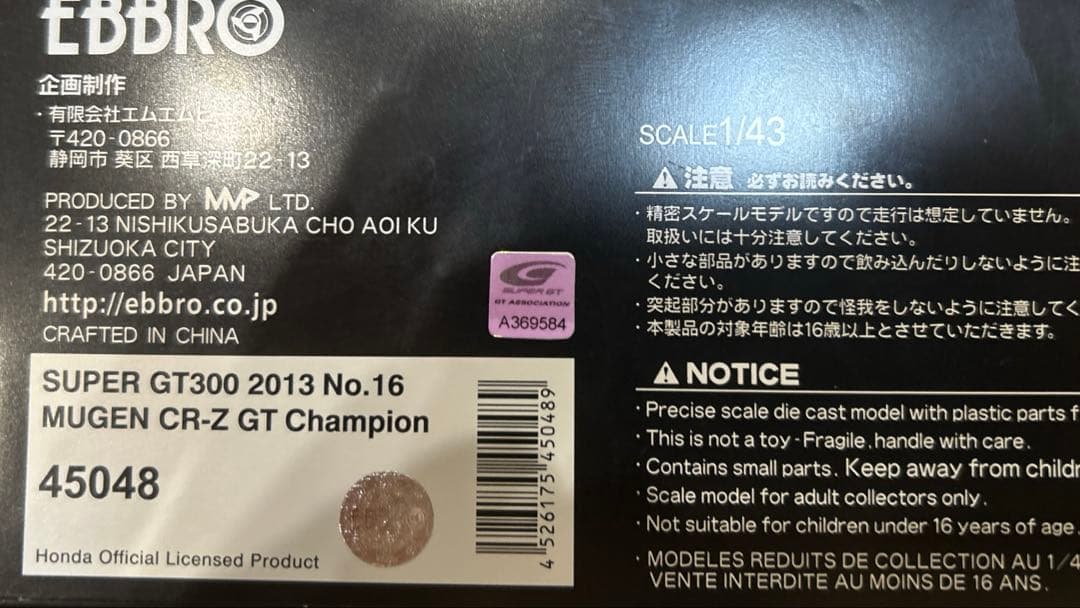 EBBRO
企画制作
・有限会社エムエムピ
〒420-0866
静岡市 葵区 西草深町22-13
PRODUCED BY MMP LTD.
22-13 NISHIKUSABUKA CHO AOI KU
SHIZUOKA CITY
420-0866 JAPAN
http://ebbro.co.jp
CRAFTED IN CHINA
SUPER GT
GT ASSOCIATION
A369584
SUPER GT300 2013 No.16
MUGEN CR-Z GT Champion
45048
Honda Official Licensed Product
4 526175 450489
SCALE1/43
⚠注意 必ずお読みください。
・精密スケールモデルですので走行は想定していません。
取扱いには十分注意してください。
・小さな部品がありますので飲み込んだりしないように注
ください。
・突起部分がありますので怪我をしないように注意してく
・本製品の対象年齢は16歳以上とさせていただきます。
⚠NOTICE
・Precise scale die cast model with plastic parts f
・This is not a toy-Fragile,handle with care.
・Contains small parts. Keep away from childr
・Scale model for adult collectors only.
・Not suitable for children under 16 years of age.
・MODELES REDUITS DE COLLECTION AU 1/4
VENTE INTERDITE AU MOINS DE 16 ANS.